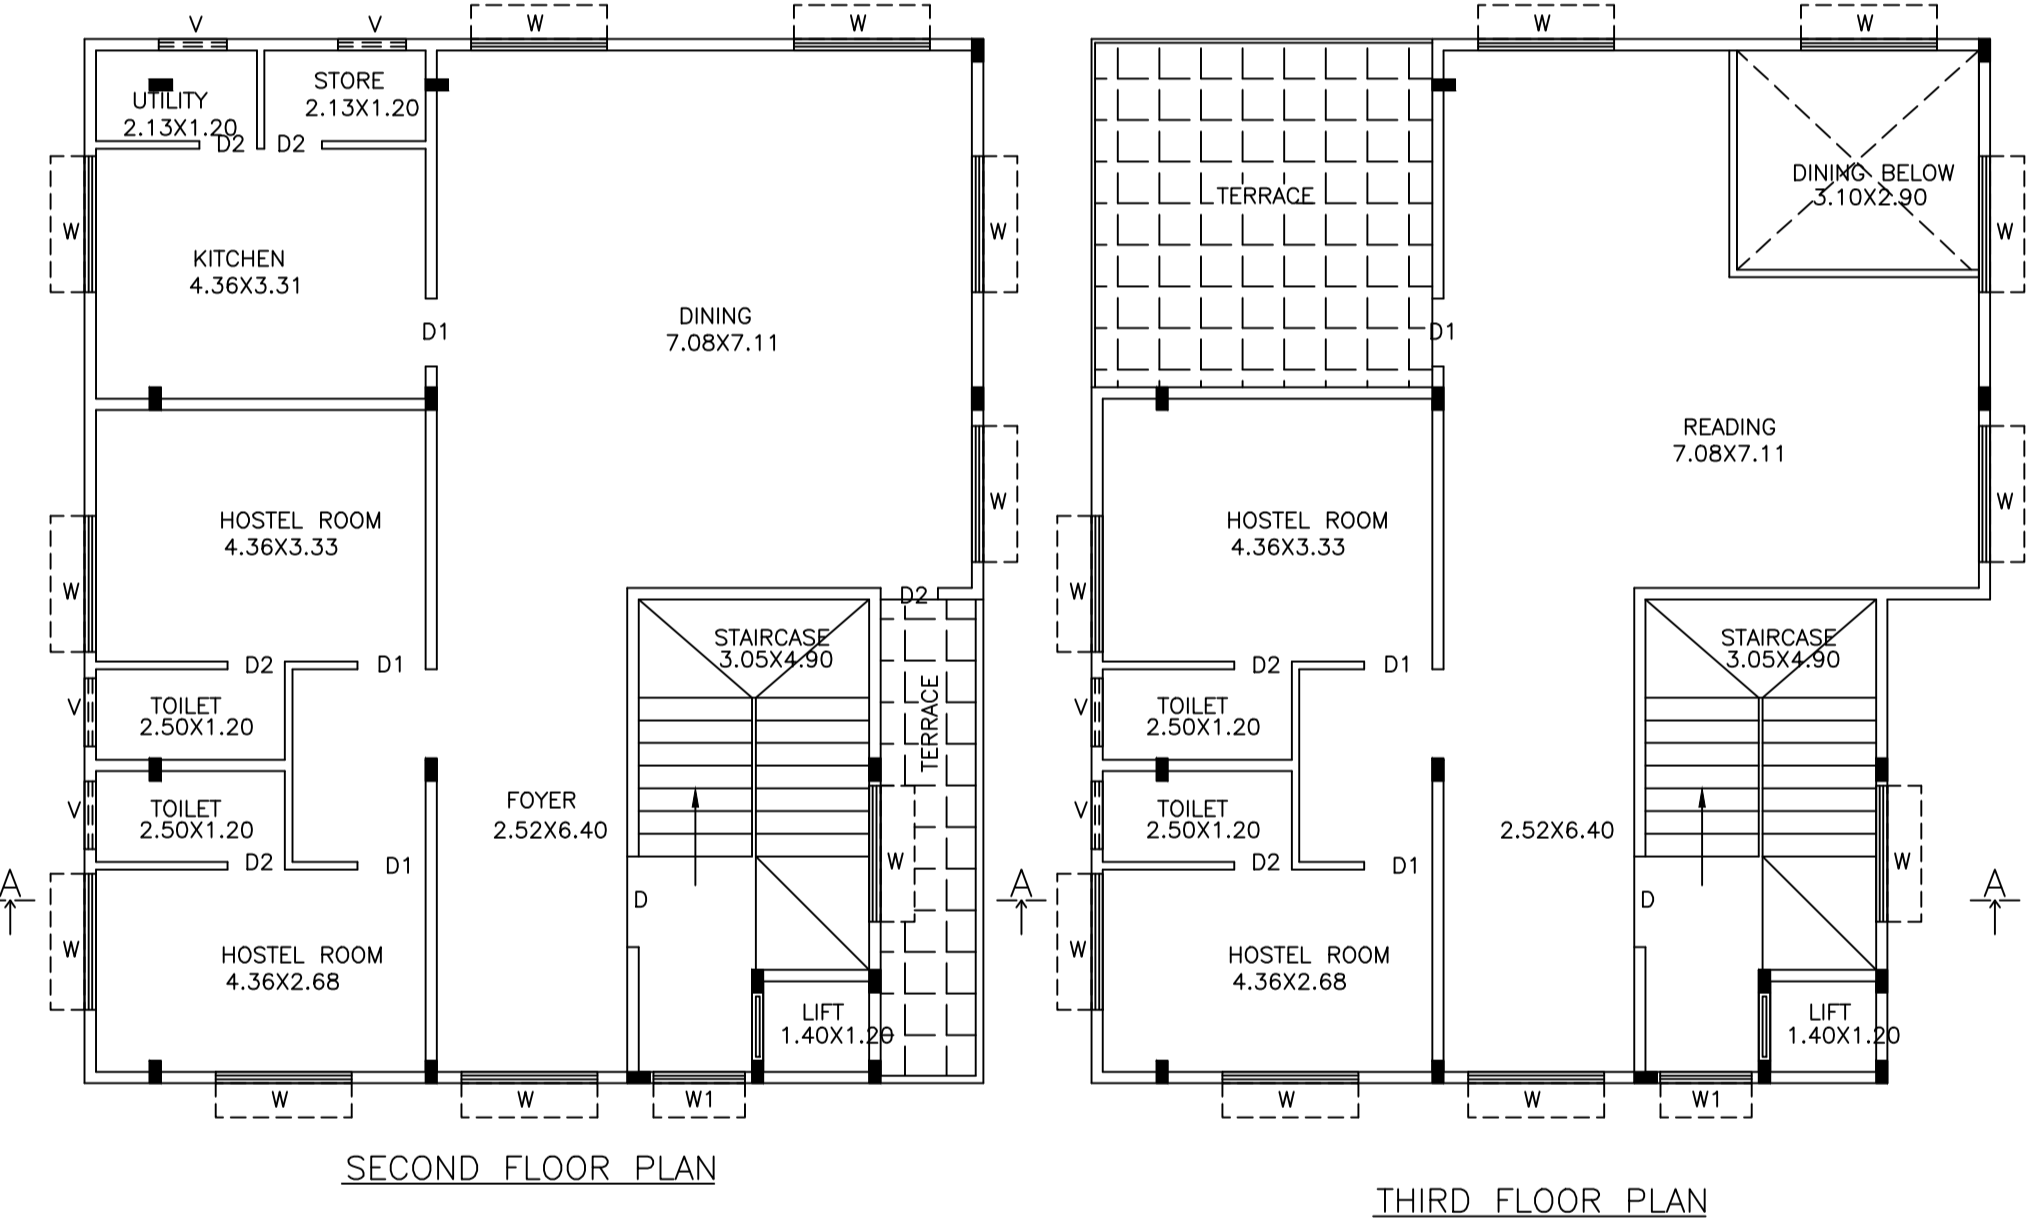 V
V
W
W
UTILITY
2.13X1.20
STORE
2.13X1.20
D2
D2
W
W
KITCHEN
4.36X3.31
DINING
7.08X7.11
D1
W
HOSTEL ROOM
4.36X3.33
W
D2
STAIRCASE
3.05X4.90
D2
D1
TERRACE
V
TOILET
2.50X1.20
V
TOILET
2.50X1.20
FOYER
2.52X6.40
W
D2
D1
A
D
W
HOSTEL ROOM
4.36X2.68
LIFT
1.40X1.20
W
W
W1
SECOND FLOOR PLAN
W
W
TERRACE
DINING BELOW
3.10X2.90
W
D1
READING
7.08X7.11
W
HOSTEL ROOM
4.36X3.33
W
STAIRCASE
3.05X4.90
D2
D1
V
TOILET
2.50X1.20
V
TOILET
2.50X1.20
2.52X6.40
W
D2
D1
A
D
A
W
HOSTEL ROOM
4.36X2.68
LIFT
1.40X1.20
W
W
W1
THIRD FLOOR PLAN